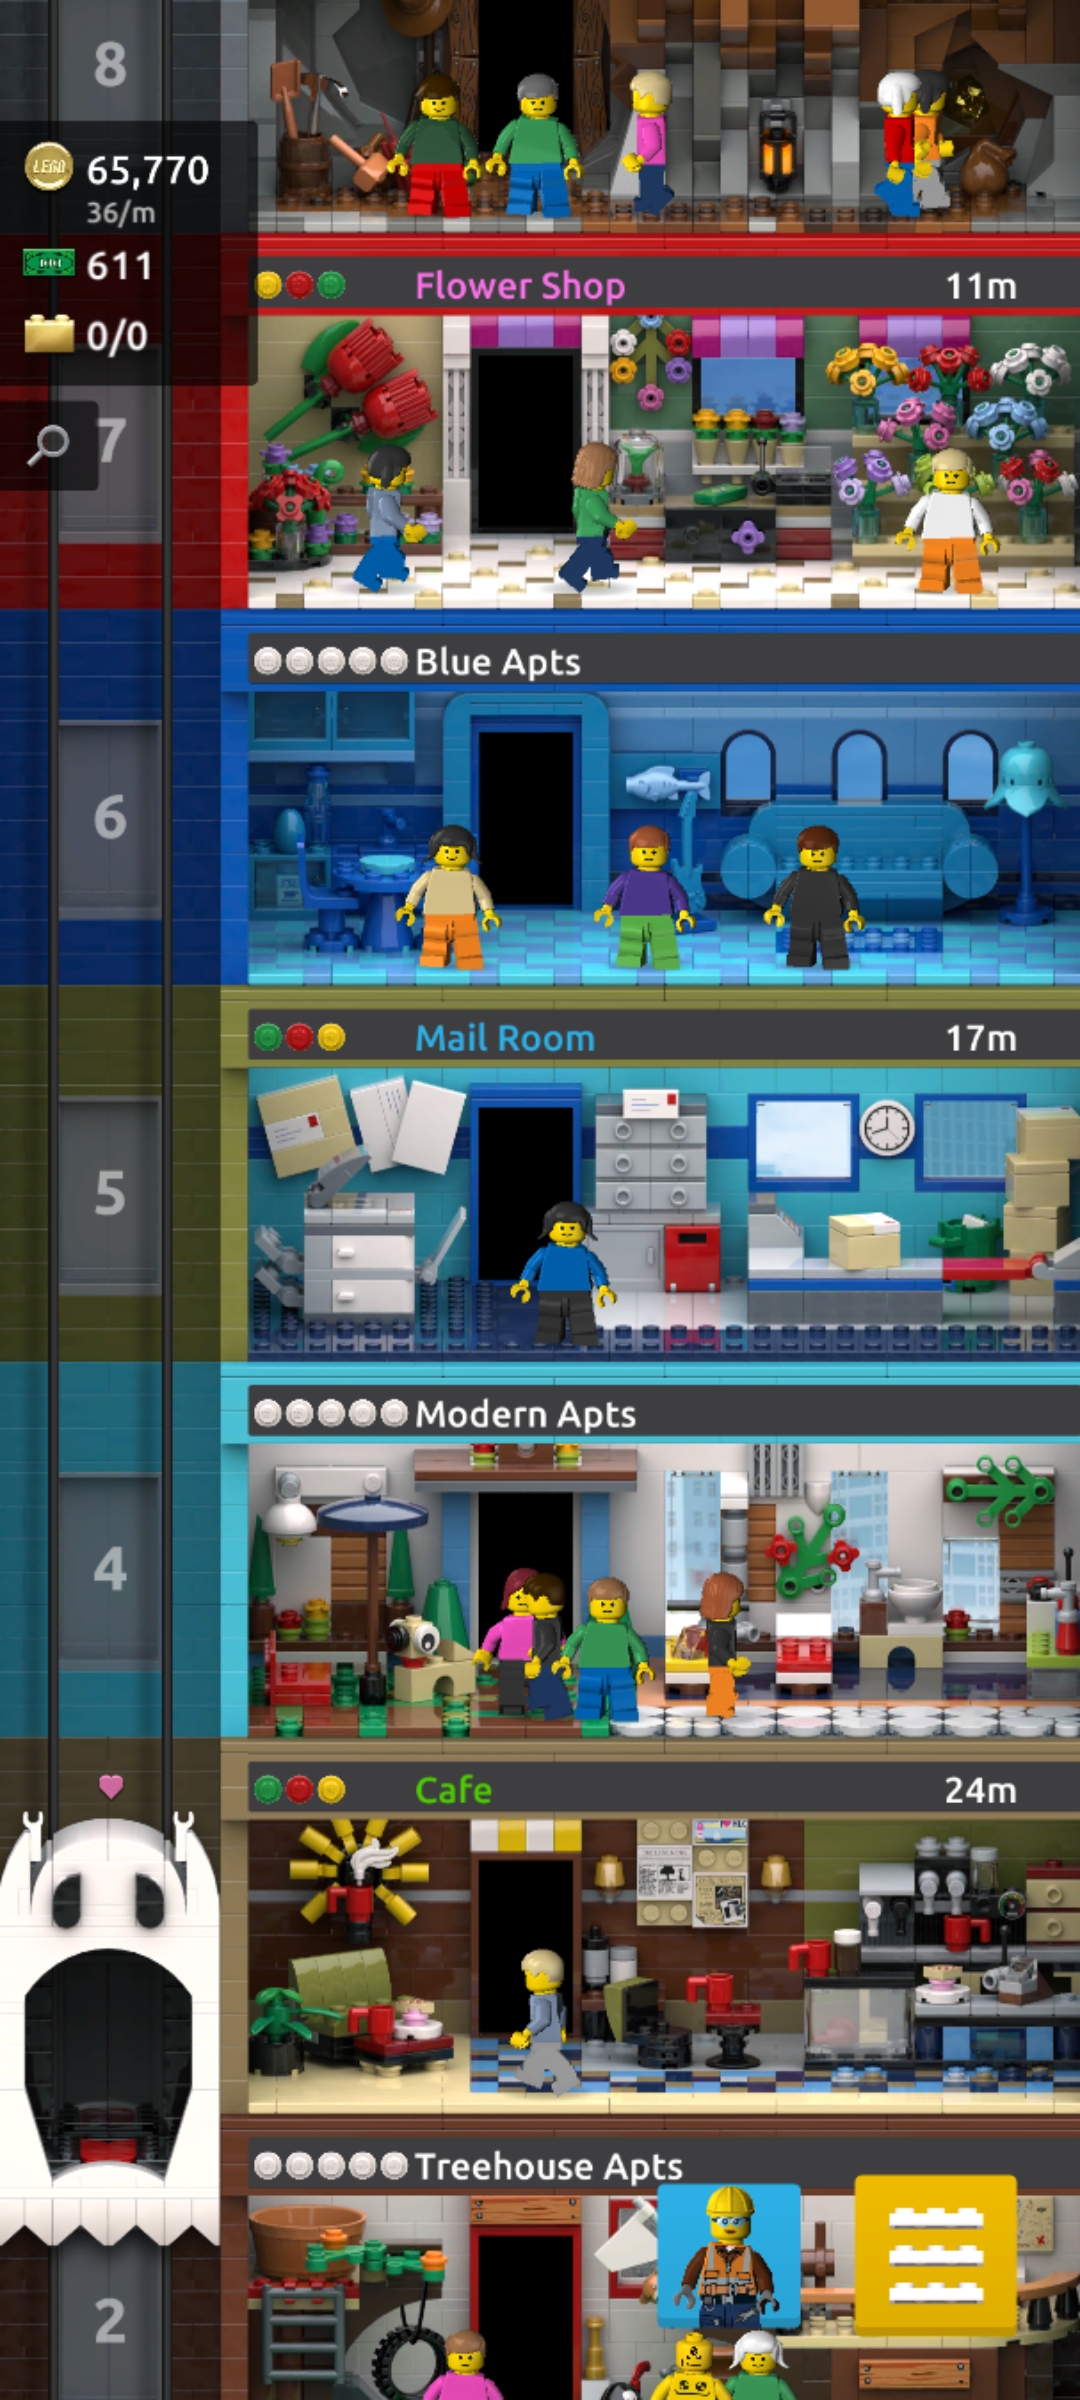 8
LEGO
65,770
36/m
611
0/0
Flower Shop
11m
7
Blue Apts
6
Mail Room
17m
5
Modern Apts
4
Cafe
24m
Treehouse Apts
2